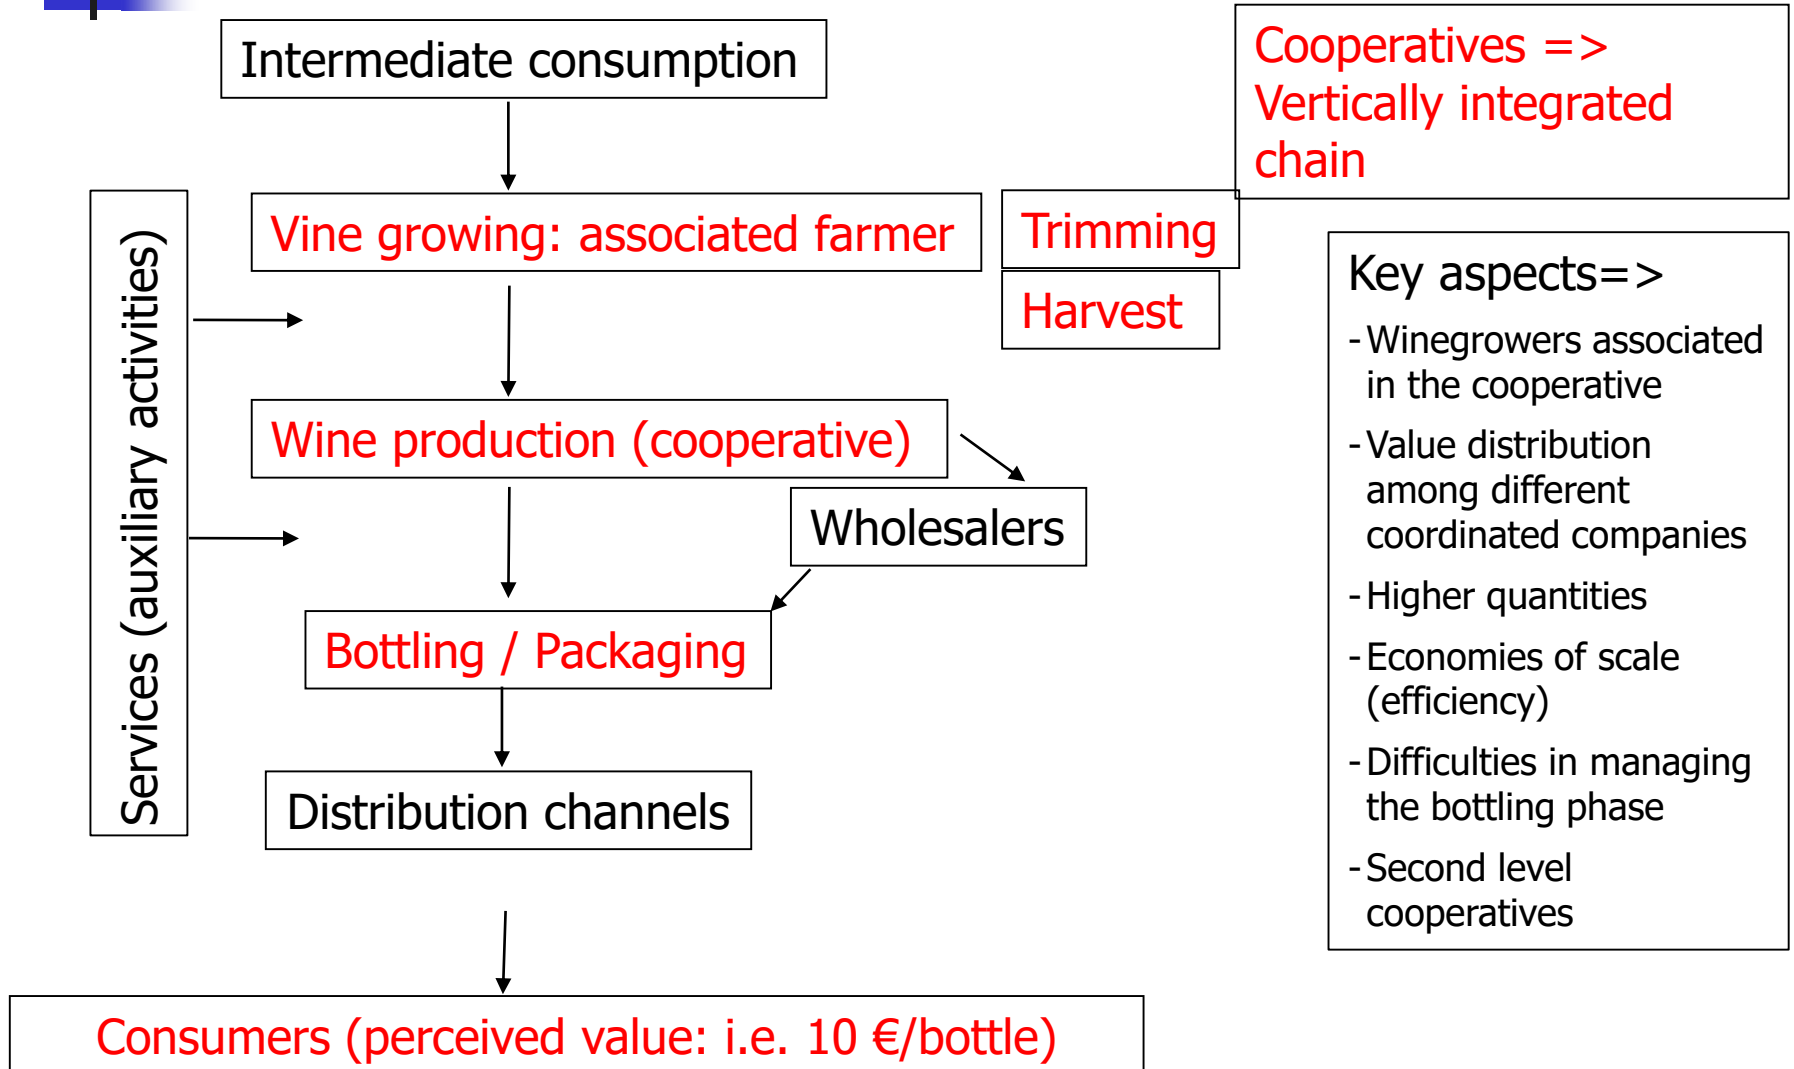 Intermediate consumption
Cooperatives =>
Vertically integrated
chain
Services (auxiliary activities)
Vine growing: associated farmer
Trimming
Harvest
Wine production (cooperative)
Wholesalers
Bottling / Packaging
Distribution channels
Consumers (perceived value: i.e. 10 €/bottle)
Key aspects=>
-Winegrowers associated
in the cooperative
-Value distribution
among different
coordinated companies
-Higher quantities
-Economies of scale
(efficiency)
-Difficulties in managing
the bottling phase
-Second level
cooperatives